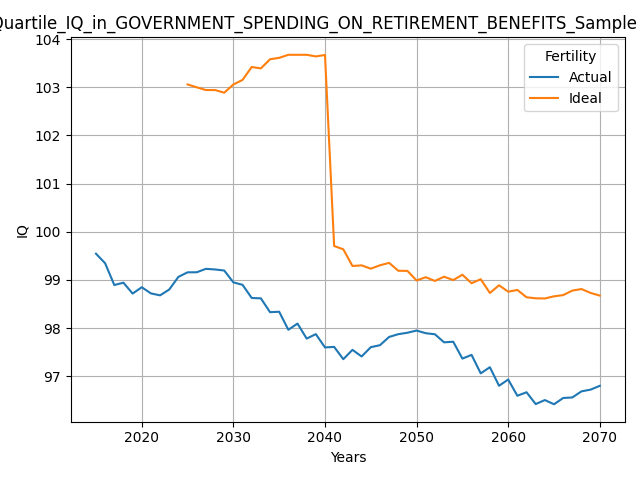 uartile_IQ_in_GOVERNMENT_SPENDING_ON_RETIREMENT_BENEFITS_Sample
104
103
102
101
100
99
98
97
IQ
Fertility
Actual
Ideal
2020 2030 2040 2050 2060 2070
Years